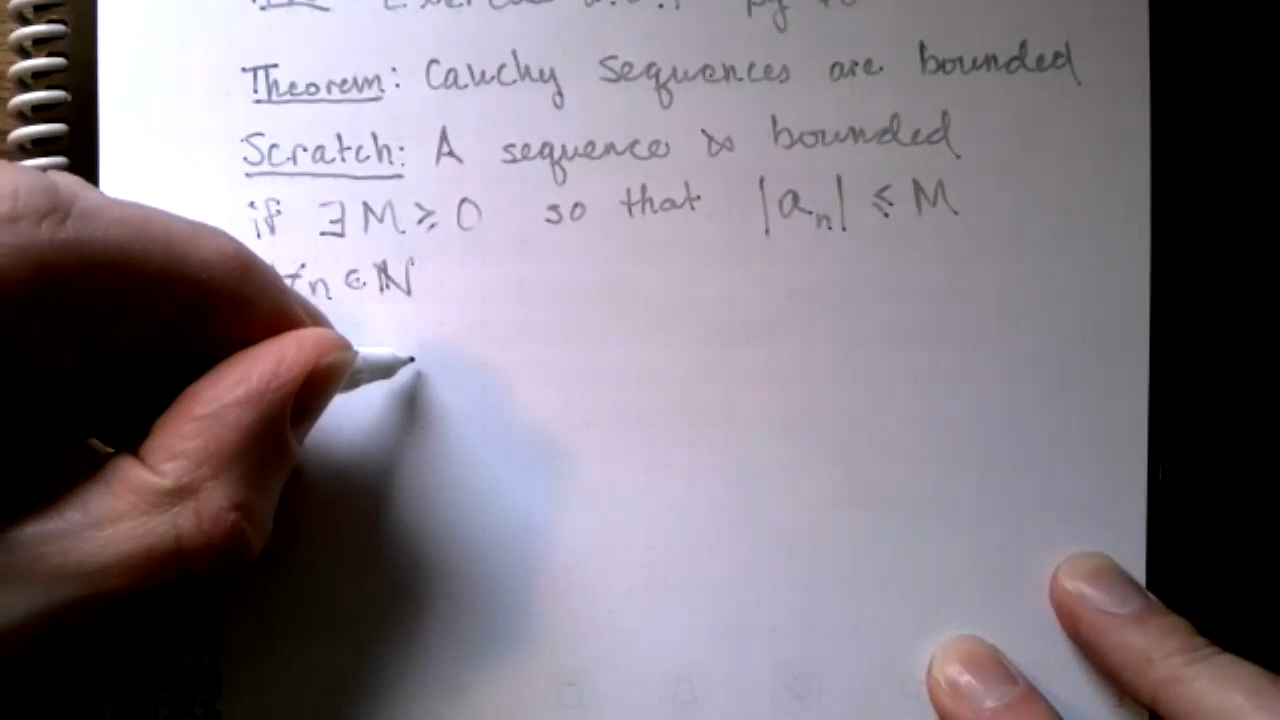 Theorem: Cauchy sequences are bounded
Scratch: A sequence is bounded
if ∃ M ≥ 0 so that |aₙ| ≤ M
∀n ∈ ℕ